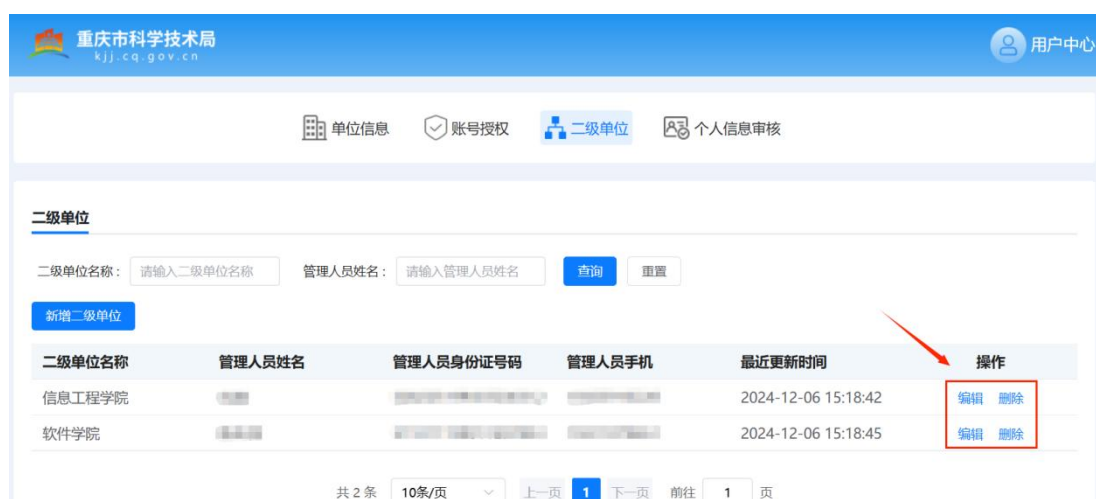 重庆市科学技术局
kjj.cq.gov.cn
用户中心
单位信息 账号授权 二级单位 个人信息审核
二级单位
二级单位名称： 请输入二级单位名称 管理人员姓名： 请输入管理人员姓名 查询 重置
新增二级单位
二级单位名称 管理人员姓名 管理人员身份证号码 管理人员手机 最近更新时间 操作
信息工程学院 2024-12-06 15:18:42 编辑 删除
软件学院 2024-12-06 15:18:45 编辑 删除
共 2 条 10条/页 上一页 1 下一页 前往 1 页